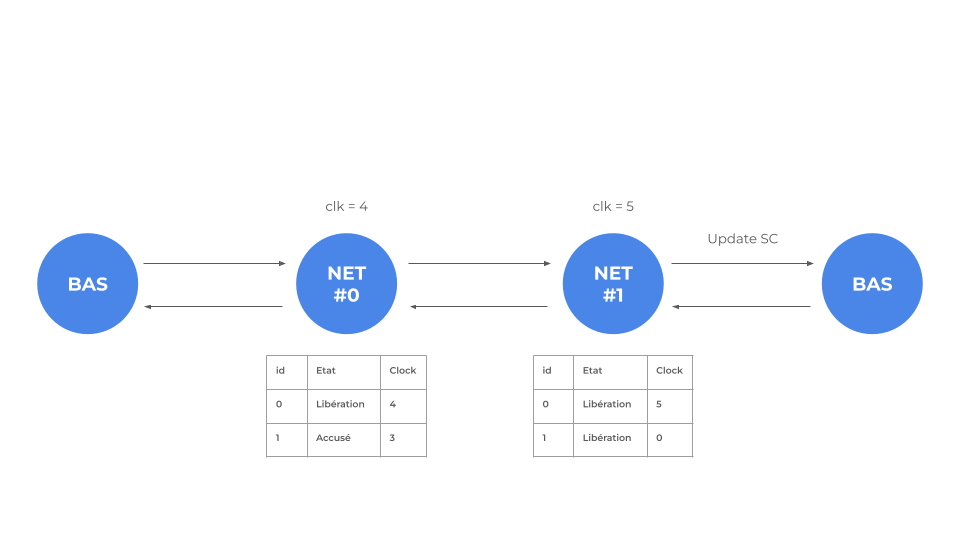 clk = 4
clk = 5
Update SC
BAS
NET
#0
NET
#1
BAS
id Etat Clock
0 Libération 4
1 Accusé 3
id Etat Clock
0 Libération 5
1 Libération 0